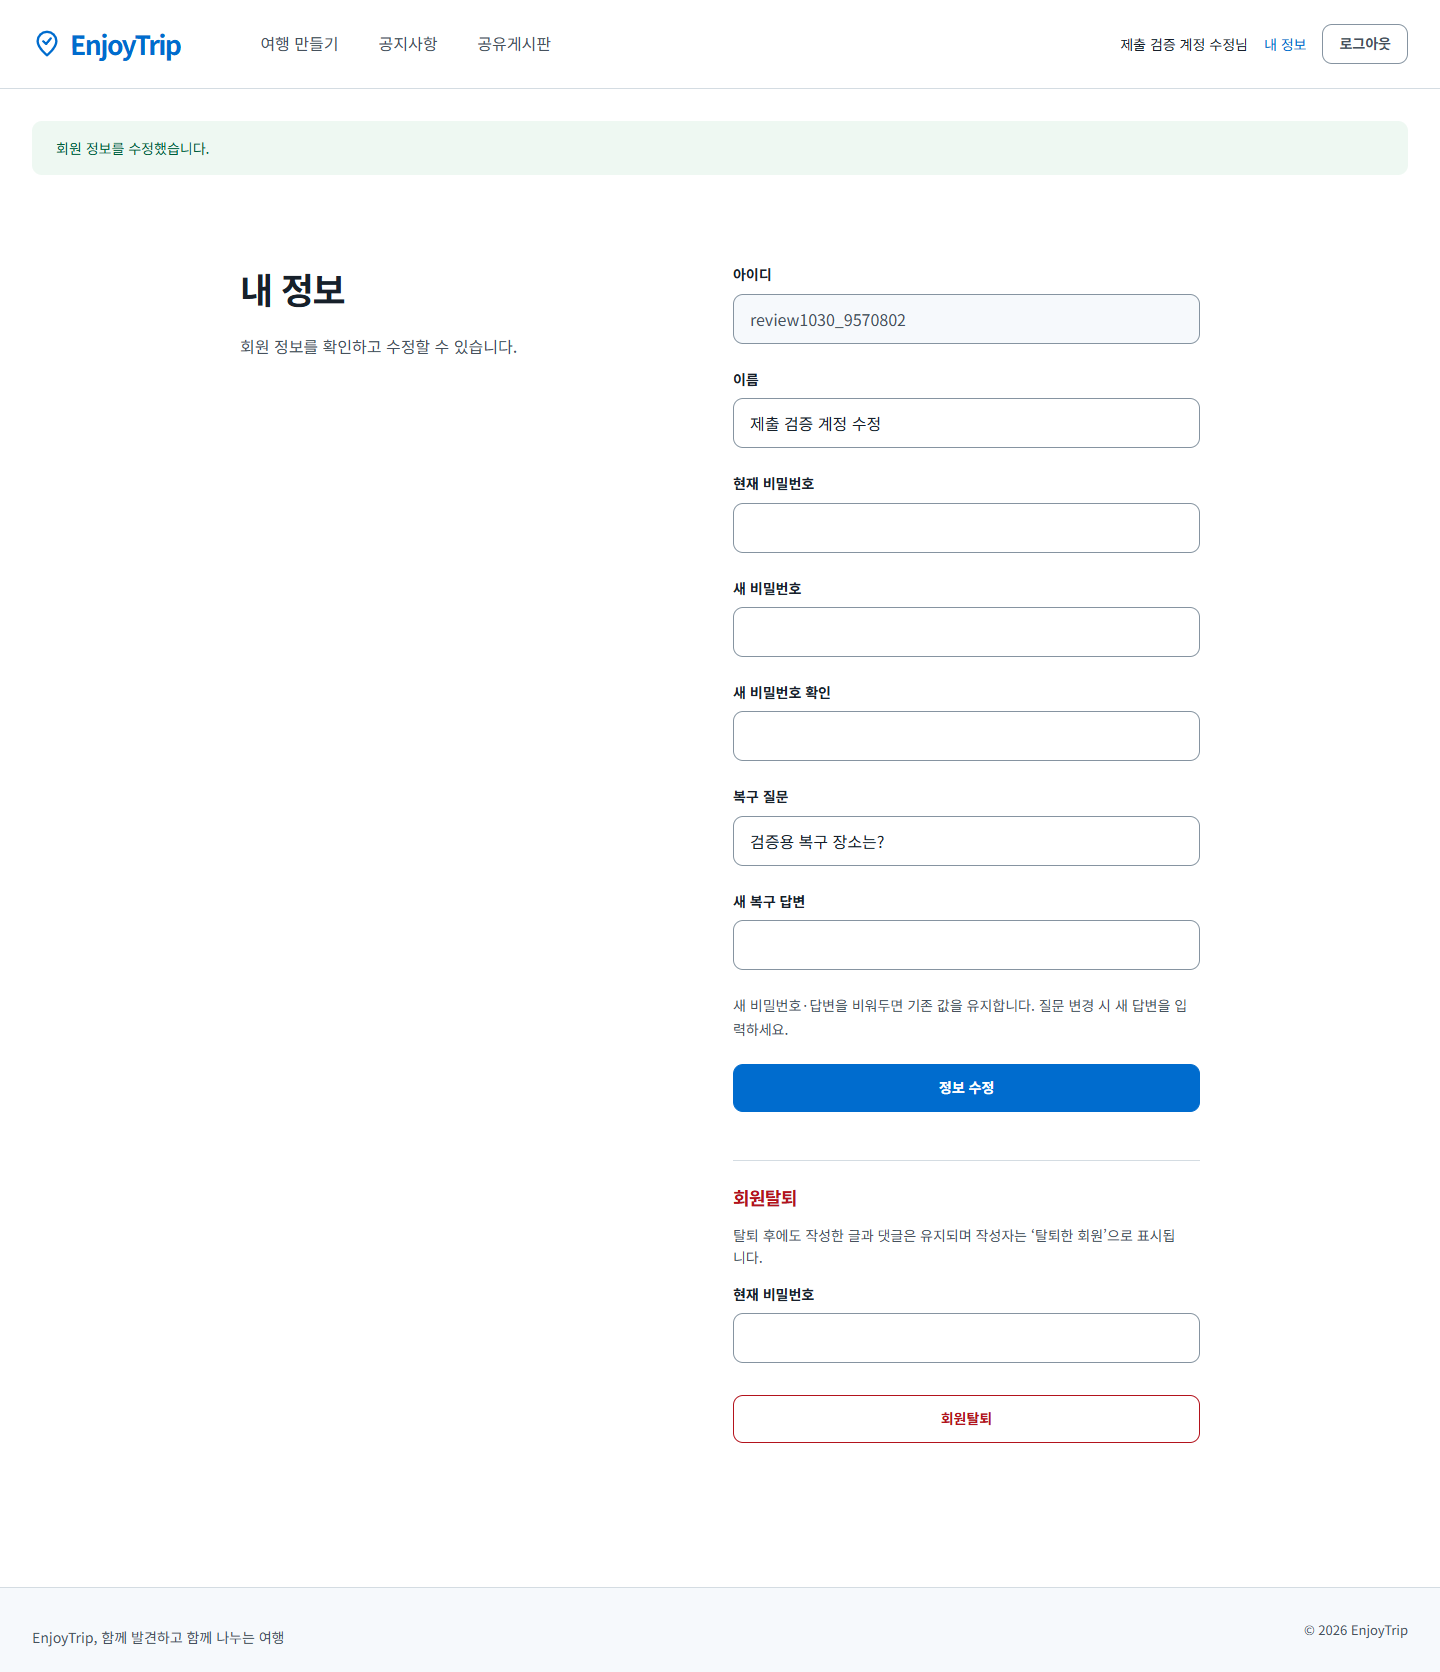 EnjoyTrip
여행 만들기
공지사항
공유게시판
제출 검증 계정 수정님
내 정보
로그아웃
회원 정보를 수정했습니다.
내 정보
회원 정보를 확인하고 수정할 수 있습니다.
아이디
review1030_9570802
이름
제출 검증 계정 수정
현재 비밀번호
새 비밀번호
새 비밀번호 확인
복구 질문
검증용 복구 장소는?
새 복구 답변
새 비밀번호·답변을 비워두면 기존 값을 유지합니다. 질문 변경 시 새 답변을 입
력하세요.
정보 수정
회원탈퇴
탈퇴 후에도 작성한 글과 댓글은 유지되며 작성자는 ‘탈퇴한 회원’으로 표시됩
니다.
현재 비밀번호
회원탈퇴
EnjoyTrip, 함께 발견하고 함께 나누는 여행
© 2026 EnjoyTrip